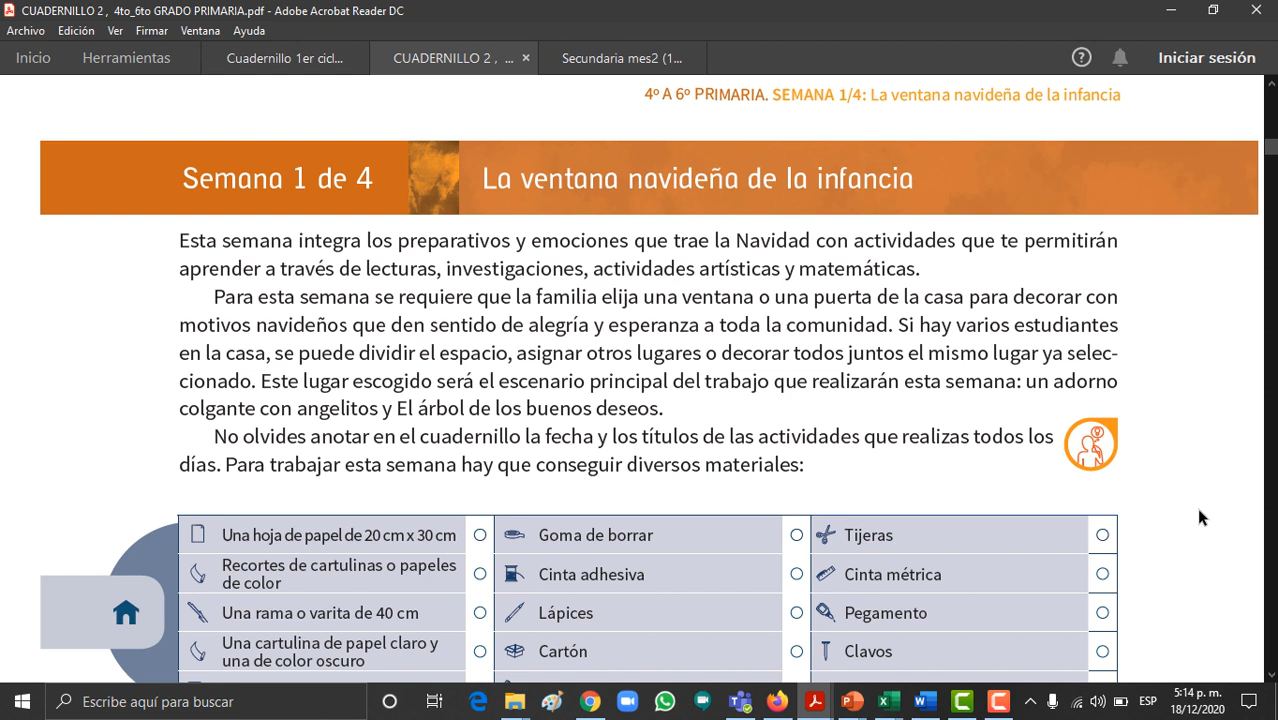 CUADERNILLO 2 , 4to_6to GRADO PRIMARIA.pdf - Adobe Acrobat Reader DC
Archivo Edición Ver Firmar Ventana Ayuda
Inicio Herramientas Cuadernillo 1er cicl... CUADERNILLO 2 , ... × Secundaria mes2 (1... Iniciar sesión
4º A 6º PRIMARIA. SEMANA 1/4: La ventana navideña de la infancia
Semana 1 de 4 La ventana navideña de la infancia
Esta semana integra los preparativos y emociones que trae la Navidad con actividades que te permitirán
aprender a través de lecturas, investigaciones, actividades artísticas y matemáticas.
Para esta semana se requiere que la familia elija una ventana o una puerta de la casa para decorar con
motivos navideños que den sentido de alegría y esperanza a toda la comunidad. Si hay varios estudiantes
en la casa, se puede dividir el espacio, asignar otros lugares o decorar todos juntos el mismo lugar ya selec-
cionado. Este lugar escogido será el escenario principal del trabajo que realizarán esta semana: un adorno
colgante con angelitos y El árbol de los buenos deseos.
No olvides anotar en el cuadernillo la fecha y los títulos de las actividades que realizas todos los
días. Para trabajar esta semana hay que conseguir diversos materiales:
Una hoja de papel de 20 cm x 30 cm Goma de borrar Tijeras
Recortes de cartulinas o papeles
de color Cinta adhesiva Cinta métrica
Una rama o varita de 40 cm Lápices Pegamento
Una cartulina de papel claro y
una de color oscuro Cartón Clavos
Escribe aquí para buscar ESP 5:14 p. m.
18/12/2020